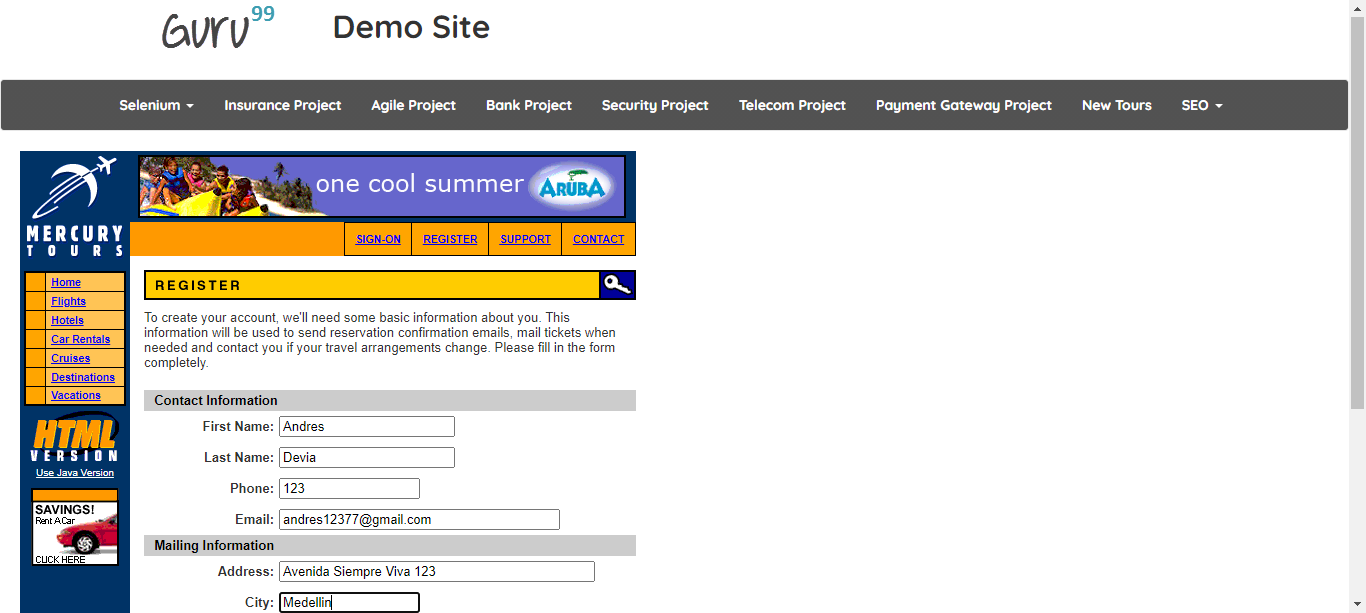 Guru99
Demo Site
Selenium
Insurance Project
Agile Project
Bank Project
Security Project
Telecom Project
Payment Gateway Project
New Tours
SEO
one cool summer
ARUBA
MERCURY
TOURS
SIGN-ON
REGISTER
SUPPORT
CONTACT
Home
Flights
Hotels
Car Rentals
Cruises
Destinations
Vacations
HTML
VERSION
Use Java Version
SAVINGS!
Rent A Car
CLICK HERE
REGISTER
To create your account, we'll need some basic information about you. This
information will be used to send reservation confirmation emails, mail tickets when
needed and contact you if your travel arrangements change. Please fill in the form
completely.
Contact Information
First Name: Andres
Last Name: Devia
Phone: 123
Email: andres12377@gmail.com
Mailing Information
Address: Avenida Siempre Viva 123
City: Medellin